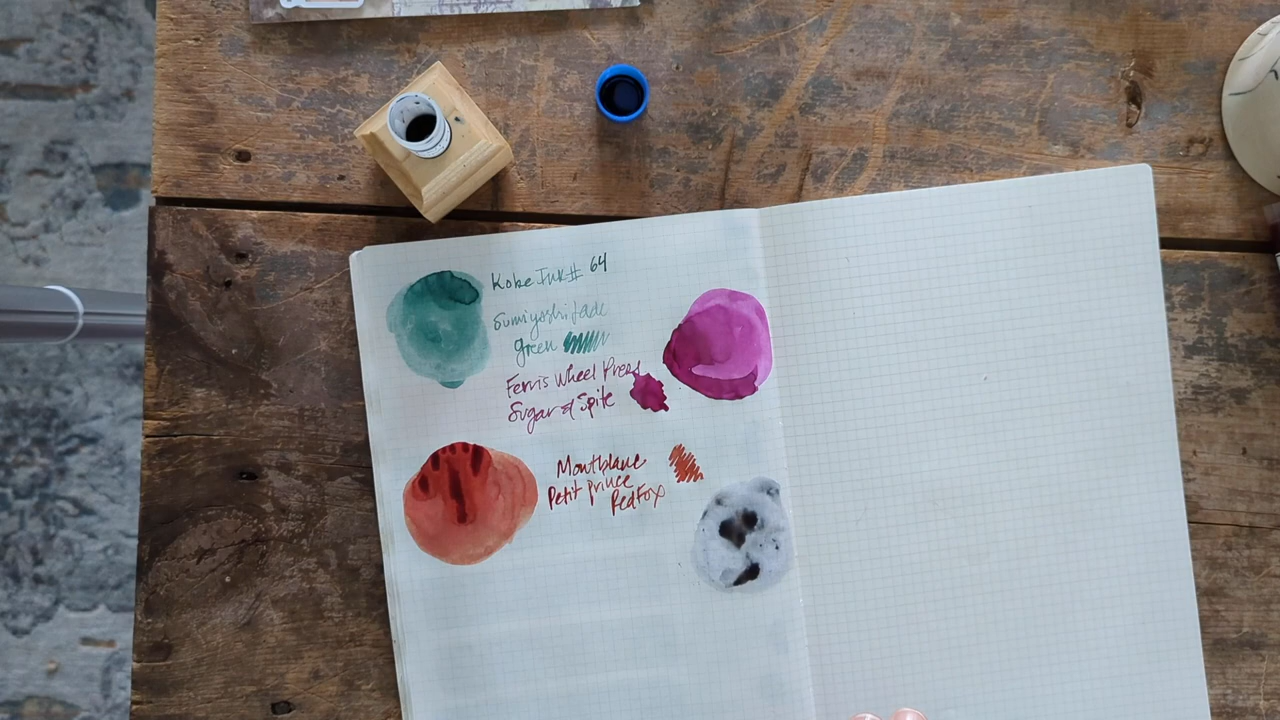 Kobe Ink# 64
Sumiyoshi Jade
green
Ferris Wheel Press
Sugar & Spite
Montblanc
Petit prince
Red Fox